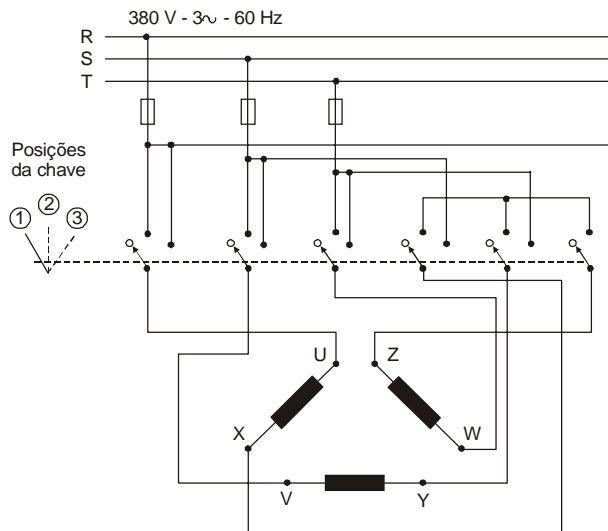 380 V - 3~ - 60 Hz
R
S
T
Posições
da chave
1 2 3
U Z
X W
V Y